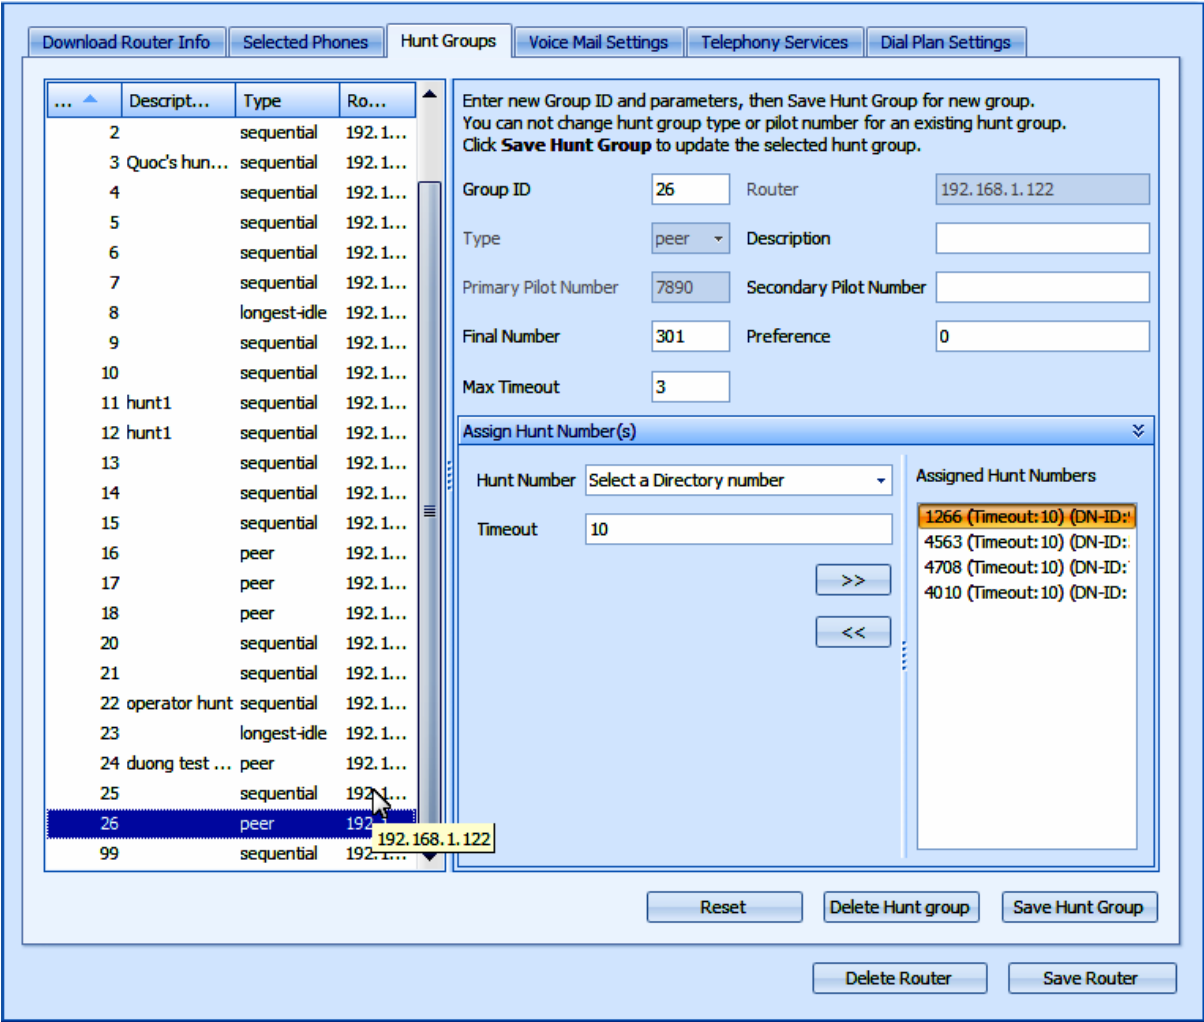 Download Router Info Selected Phones Hunt Groups Voice Mail Settings Telephony Services Dial Plan Settings
... Descript... Type Ro...
2 sequential 192.1...
3 Quoc's hun... sequential 192.1...
4 sequential 192.1...
5 sequential 192.1...
6 sequential 192.1...
7 sequential 192.1...
8 longest-idle 192.1...
9 sequential 192.1...
10 sequential 192.1...
11 hunt1 sequential 192.1...
12 hunt1 sequential 192.1...
13 sequential 192.1...
14 sequential 192.1...
15 sequential 192.1...
16 peer 192.1...
17 peer 192.1...
18 peer 192.1...
20 sequential 192.1...
21 sequential 192.1...
22 operator hunt sequential 192.1...
23 longest-idle 192.1...
24 duong test ... peer 192.1...
25 sequential 192.1...
26 peer 192.1
192.168.1.122
99 sequential 192.1...
Enter new Group ID and parameters, then Save Hunt Group for new group.
You can not change hunt group type or pilot number for an existing hunt group.
Click Save Hunt Group to update the selected hunt group.
Group ID 26 Router 192.168.1.122
Type peer Description
Primary Pilot Number 7890 Secondary Pilot Number
Final Number 301 Preference 0
Max Timeout 3
Assign Hunt Number(s)
Hunt Number Select a Directory number
Timeout 10
>>
<<
Assigned Hunt Numbers
1266 (Timeout:10) (DN-ID:
4563 (Timeout:10) (DN-ID:
4708 (Timeout:10) (DN-ID:
4010 (Timeout:10) (DN-ID:
Reset Delete Hunt group Save Hunt Group
Delete Router Save Router